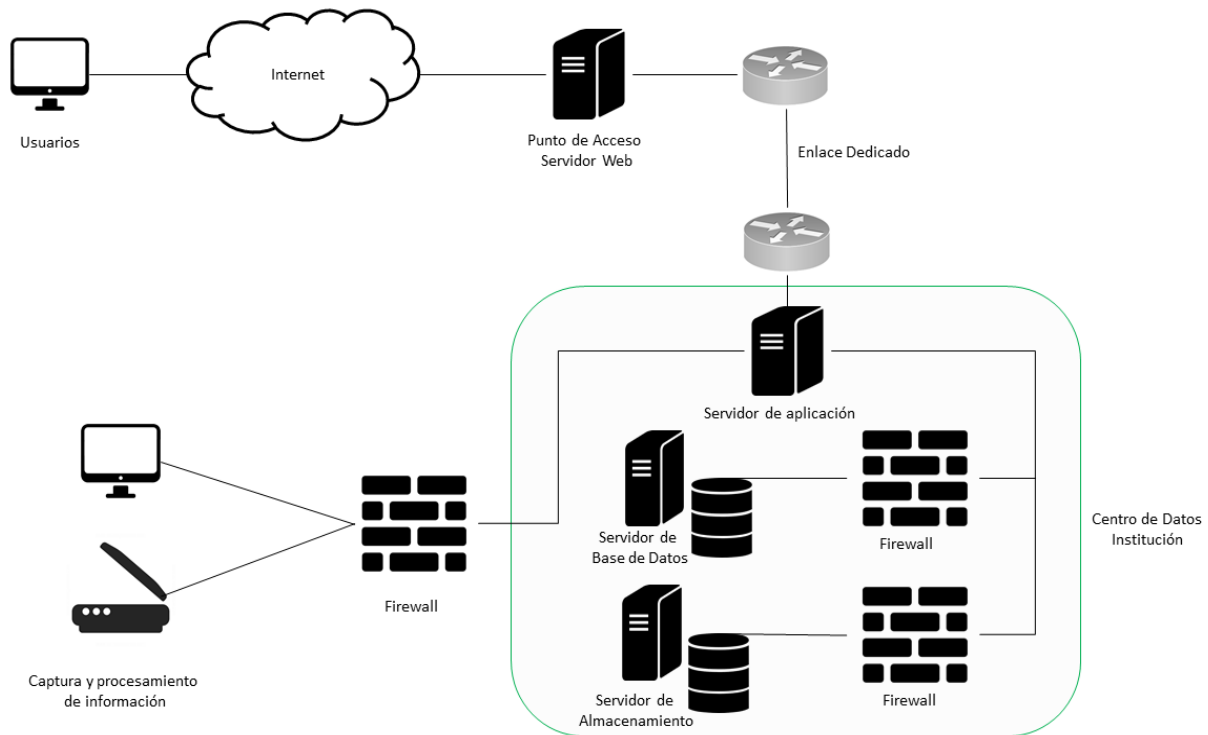 Internet
Usuarios
Punto de Acceso
Servidor Web
Enlace Dedicado
Servidor de aplicación
Servidor de
Base de Datos
Firewall
Centro de Datos
Institución
Firewall
Captura y procesamiento
de información
Servidor de
Almacenamiento
Firewall